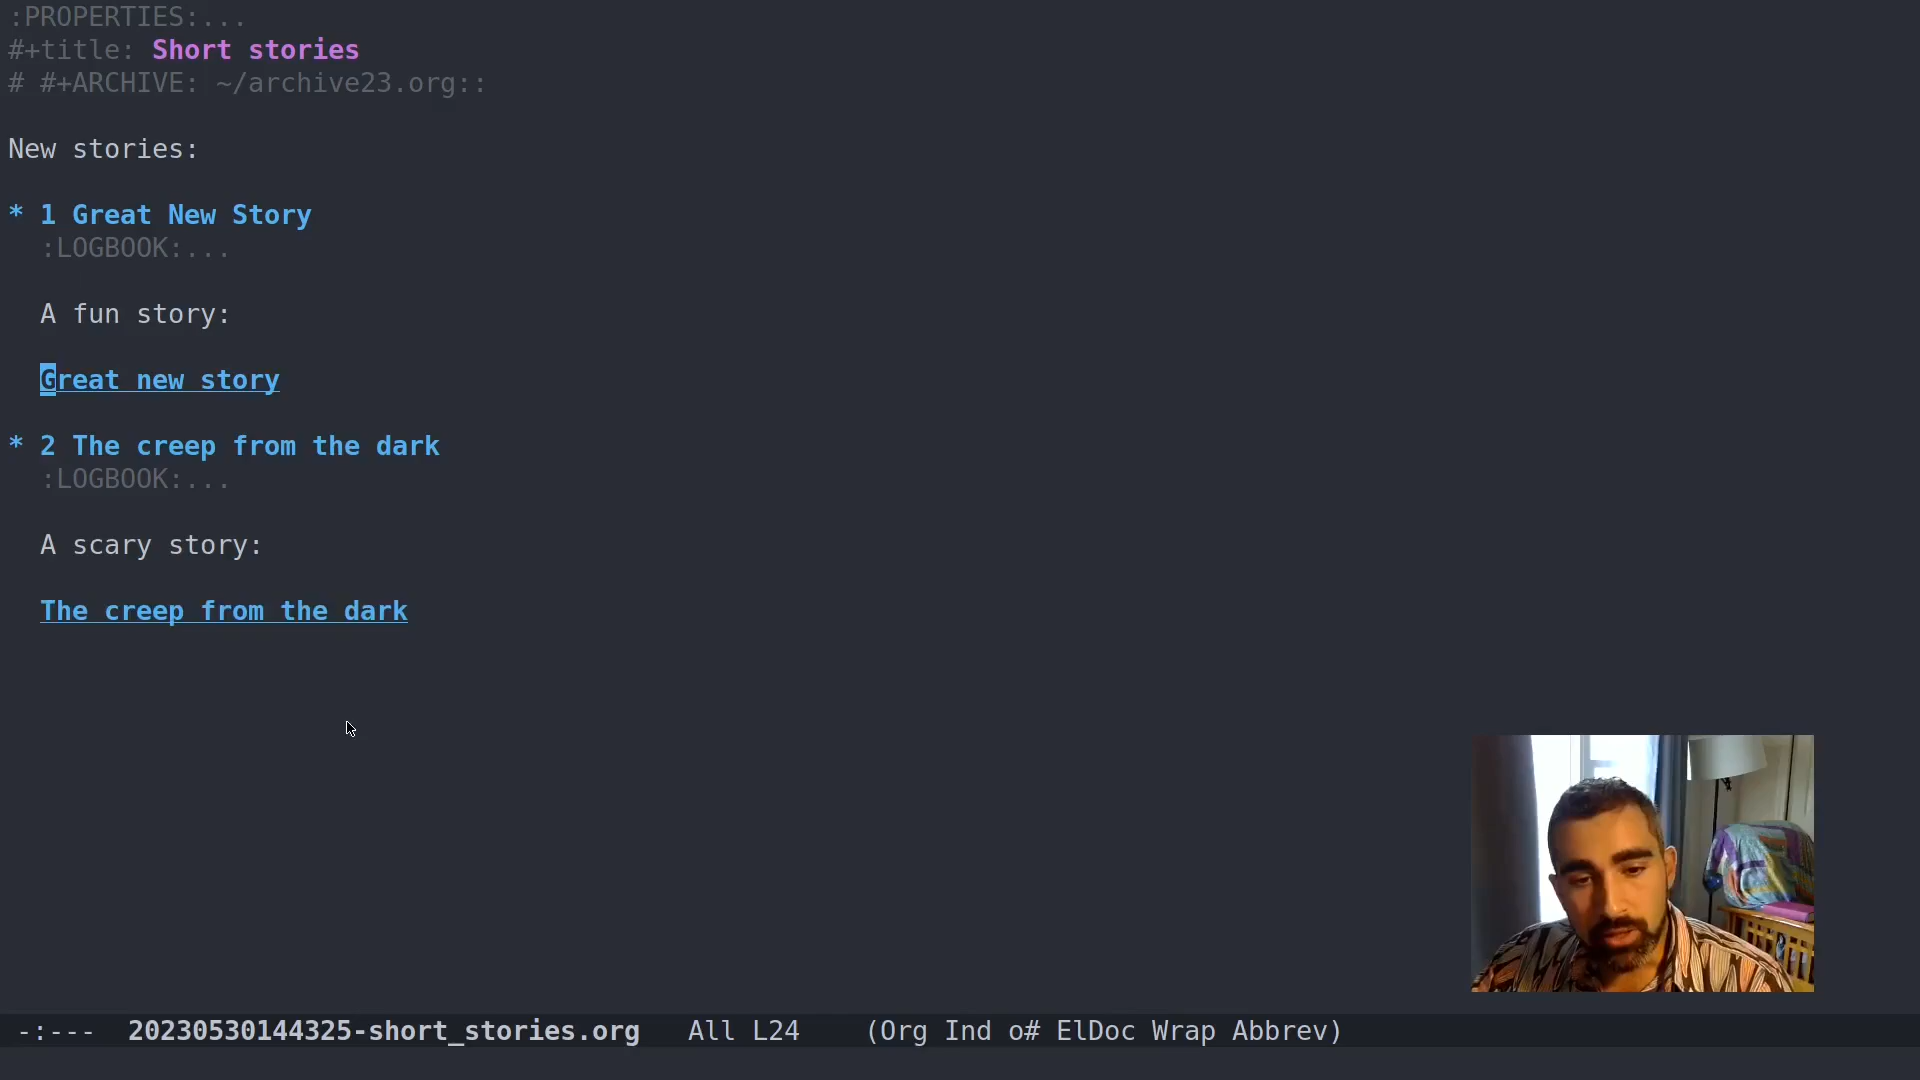 :PROPERTIES:...
#+title: Short stories
# #+ARCHIVE: ~/archive23.org::
New stories:
* 1 Great New Story
:LOGBOOK:...
A fun story:
Great new story
* 2 The creep from the dark
:LOGBOOK:...
A scary story:
The creep from the dark
-:--- 20230530144325-short_stories.org All L24 (Org Ind o# ElDoc Wrap Abbrev)